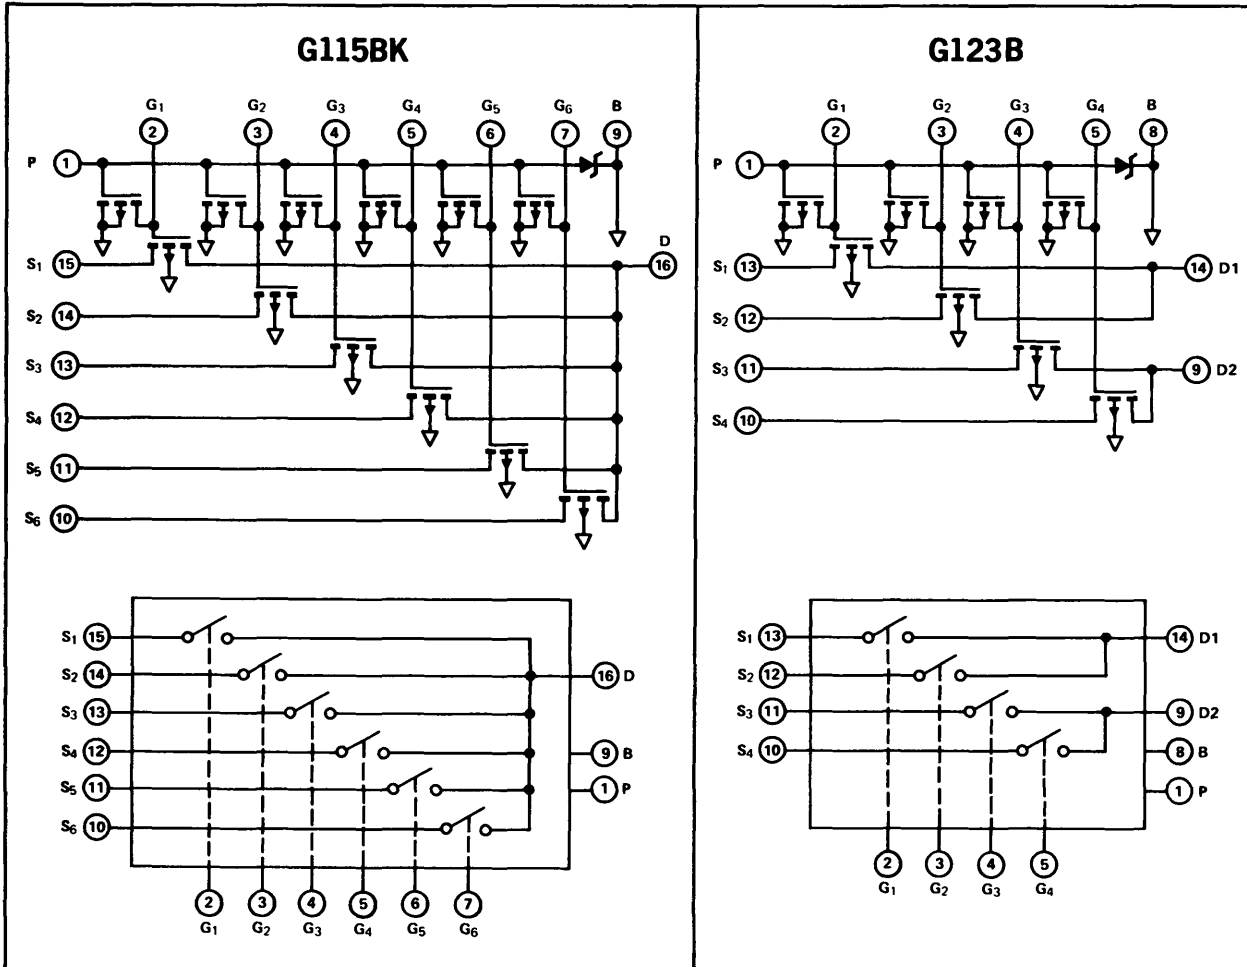 G115BK
G1 G2 G3 G4 G5 G6 B
2 3 4 5 6 7 9
P 1
D
S1 15 16
S2 14
S3 13
S4 12
S5 11
S6 10
S1 15
S2 14 16 D
S3 13
S4 12 9 B
S5 11 1 P
S6 10
2 3 4 5 6 7
G1 G2 G3 G4 G5 G6
G123B
G1 G2 G3 G4 B
2 3 4 5 8
P 1
S1 13 14 D1
S2 12
S3 11 9 D2
S4 10
S1 13 14 D1
S2 12
S3 11 9 D2
S4 10 8 B
1 P
2 3 4 5
G1 G2 G3 G4